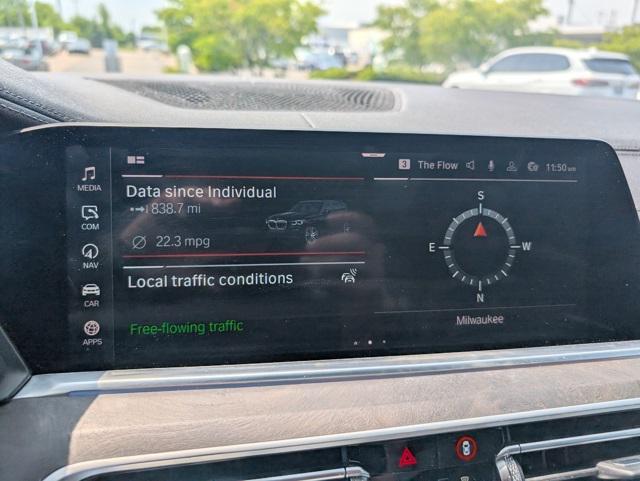 3 The Flow 11:50 am
MEDIA
COM
NAV
CAR
APPS
Data since Individual
838.7 mi
22.3 mpg
Local traffic conditions
Free-flowing traffic
S
E W
N
Milwaukee